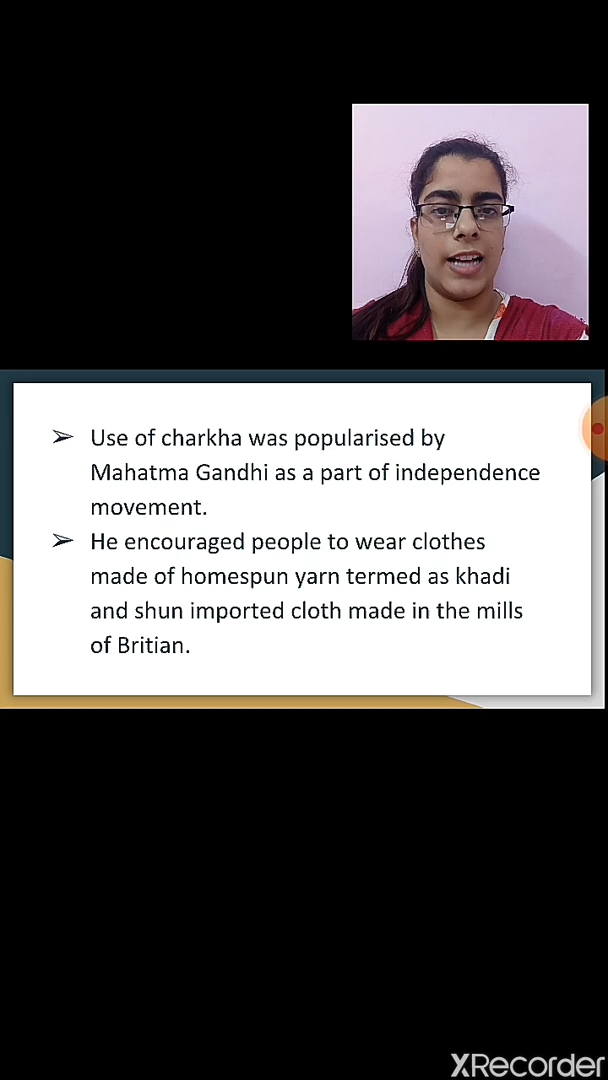 ➢ Use of charkha was popularised by
Mahatma Gandhi as a part of independence
movement.
➢ He encouraged people to wear clothes
made of homespun yarn termed as khadi
and shun imported cloth made in the mills
of Britian.
XRecorder